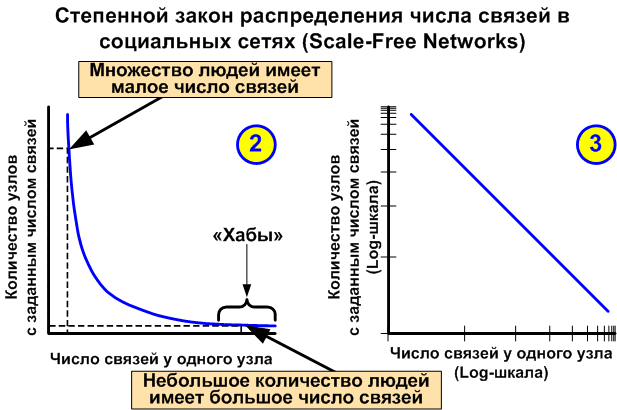 Степенной закон распределения числа связей в
социальных сетях (Scale-Free Networks)
Множество людей имеет
малое число связей
2
Количество узлов
с заданным числом связей
«Хабы»
Число связей у одного узла
Небольшое количество людей
имеет большое число связей
3
Количество узлов
с заданным числом связей
(Log-шкала)
Число связей у одного узла
(Log-шкала)